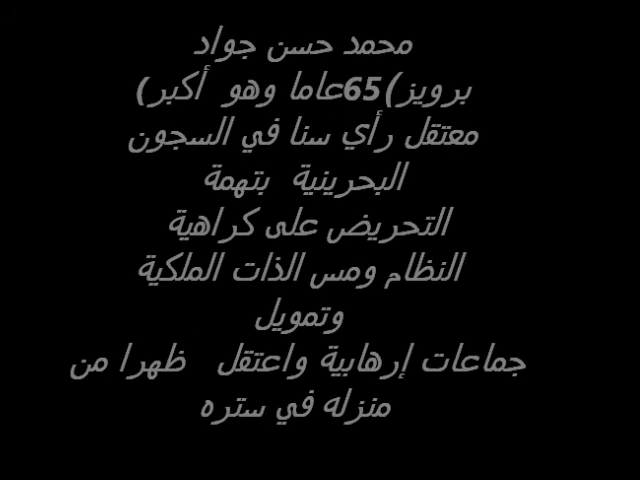 محمد حسن جواد
برويز)65عاما وهو أكبر(
معتقل رأي سنا في السجون
البحرينية بتهمة
التحريض على كراهية
النظام ومس الذات الملكية
وتمويل
جماعات إرهابية واعتقل ظهرا من
منزله في ستره